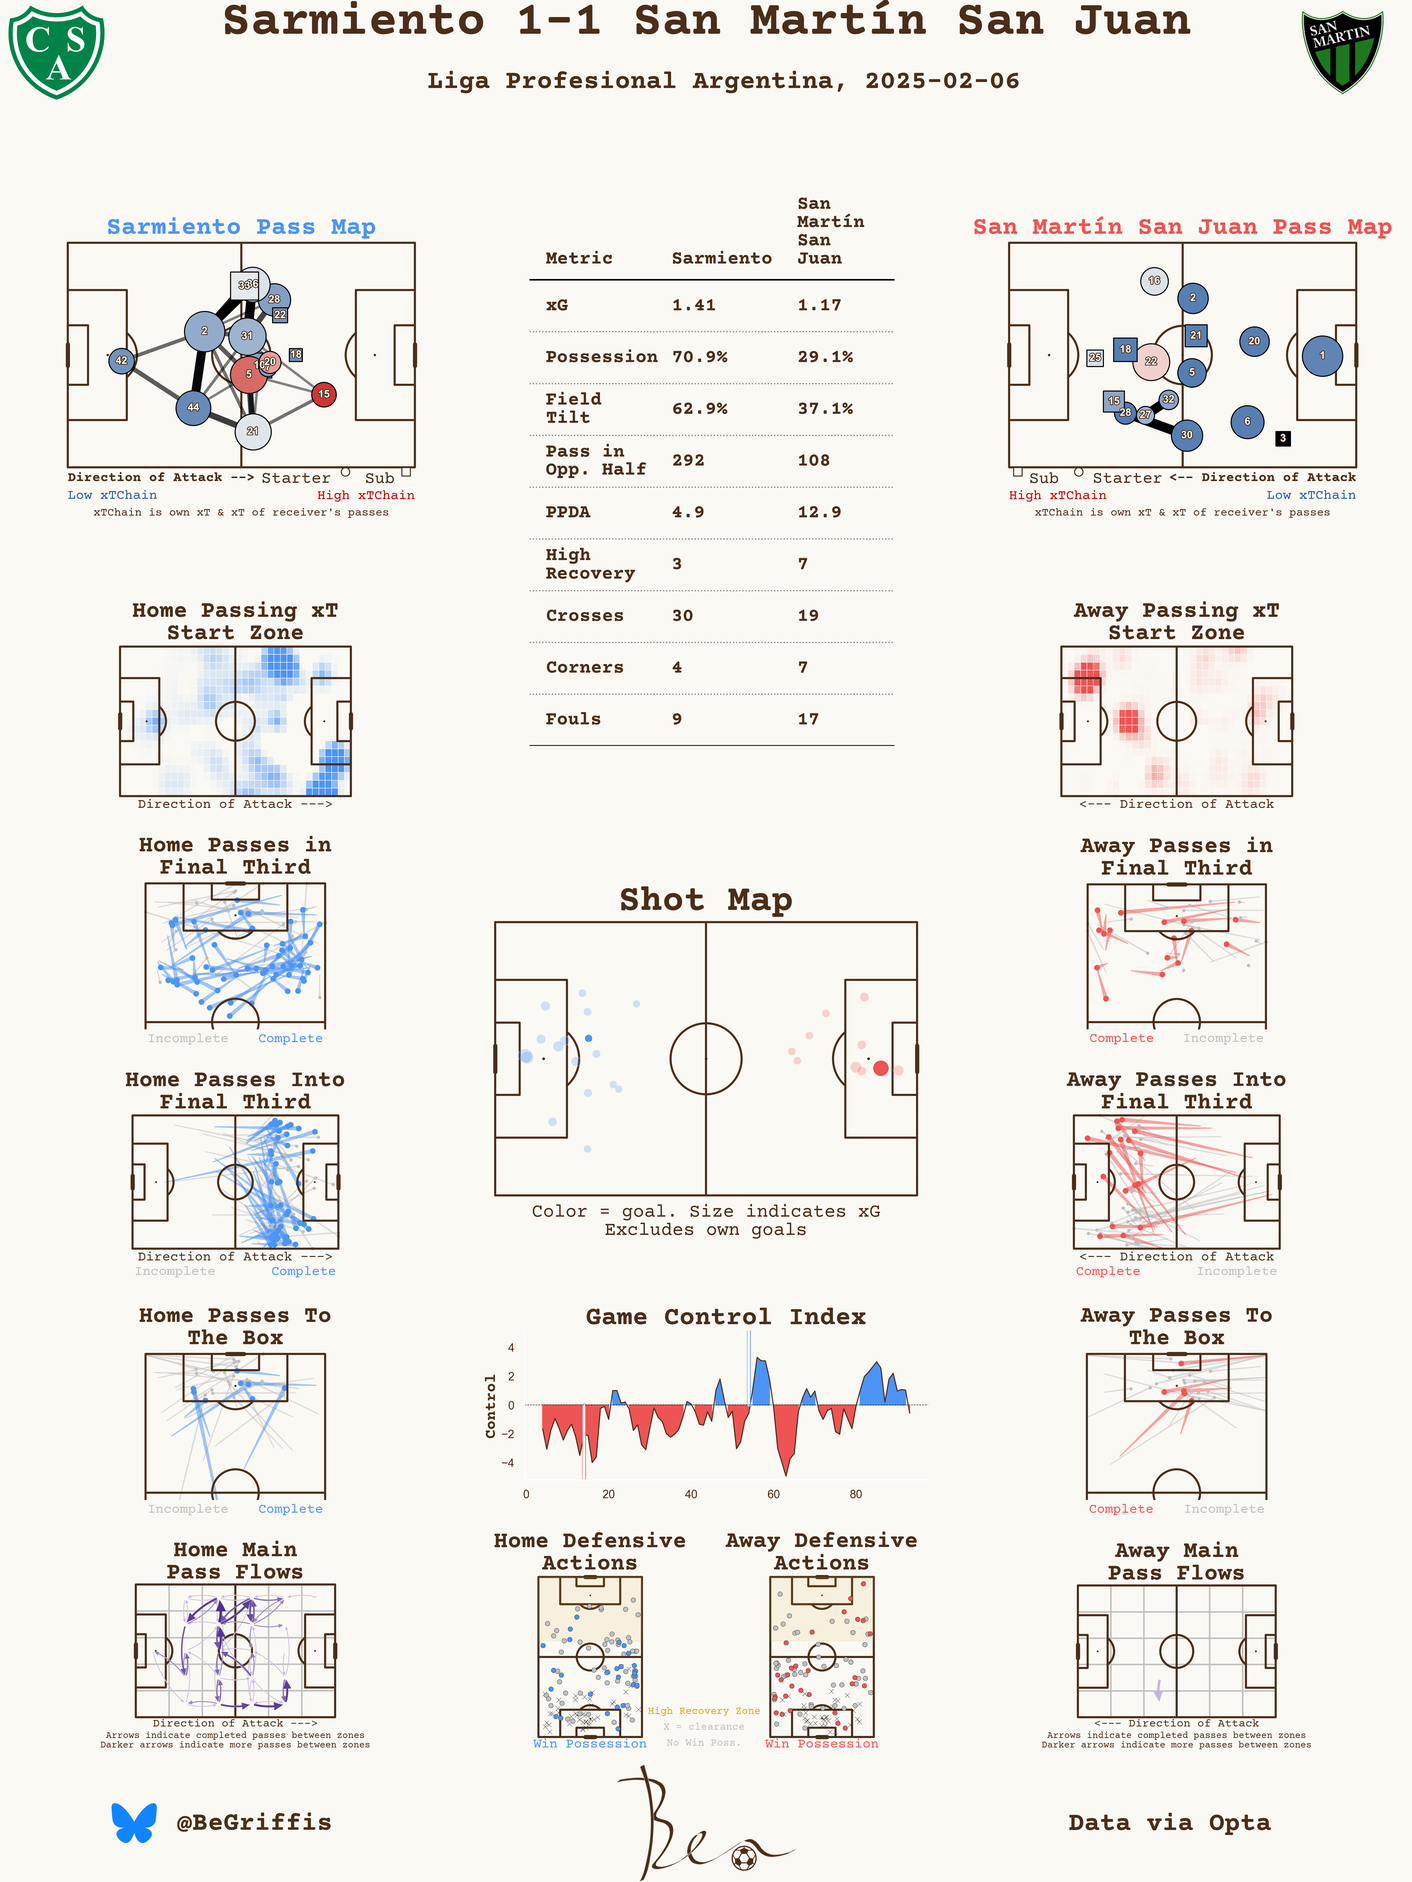 Sarmiento 1-1 San Martín San Juan
Liga Profesional Argentina, 2025-02-06
C S
A
SAN
MARTIN
Sarmiento Pass Map
42
2
44
31
5
21
28
22
18
20
15
Direction of Attack --> Starter Sub
Low xTChain High xTChain
xTChain is own xT & xT of receiver's passes
San
Martín
San
Metric Sarmiento Juan
xG 1.41 1.17
Possession 70.9% 29.1%
Field
Tilt 62.9% 37.1%
Pass in
Opp. Half 292 108
PPDA 4.9 12.9
High
Recovery 3 7
Crosses 30 19
Corners 4 7
Fouls 9 17
San Martín San Juan Pass Map
16
2
21
18
25
22
5
20
1
15
28
27
32
30
6
3
Sub Starter <-- Direction of Attack
High xTChain Low xTChain
xTChain is own xT & xT of receiver's passes
Home Passing xT
Start Zone
Direction of Attack --->
Away Passing xT
Start Zone
<--- Direction of Attack
Home Passes in
Final Third
Incomplete Complete
Away Passes in
Final Third
Complete Incomplete
Shot Map
Color = goal. Size indicates xG
Excludes own goals
Home Passes Into
Final Third
Direction of Attack --->
Incomplete Complete
Away Passes Into
Final Third
<--- Direction of Attack
Complete Incomplete
Home Passes To
The Box
Incomplete Complete
Game Control Index
Control
4
2
0
−2
−4
0 20 40 60 80
Away Passes To
The Box
Complete Incomplete
Home Main
Pass Flows
Direction of Attack --->
Arrows indicate completed passes between zones
Darker arrows indicate more passes between zones
Home Defensive
Actions
Win Possession
Away Defensive
Actions
Win Possession
High Recovery Zone
X = clearance
No Win Poss.
Away Main
Pass Flows
<--- Direction of Attack
Arrows indicate completed passes between zones
Darker arrows indicate more passes between zones
@BeGriffis
Ben
Data via Opta